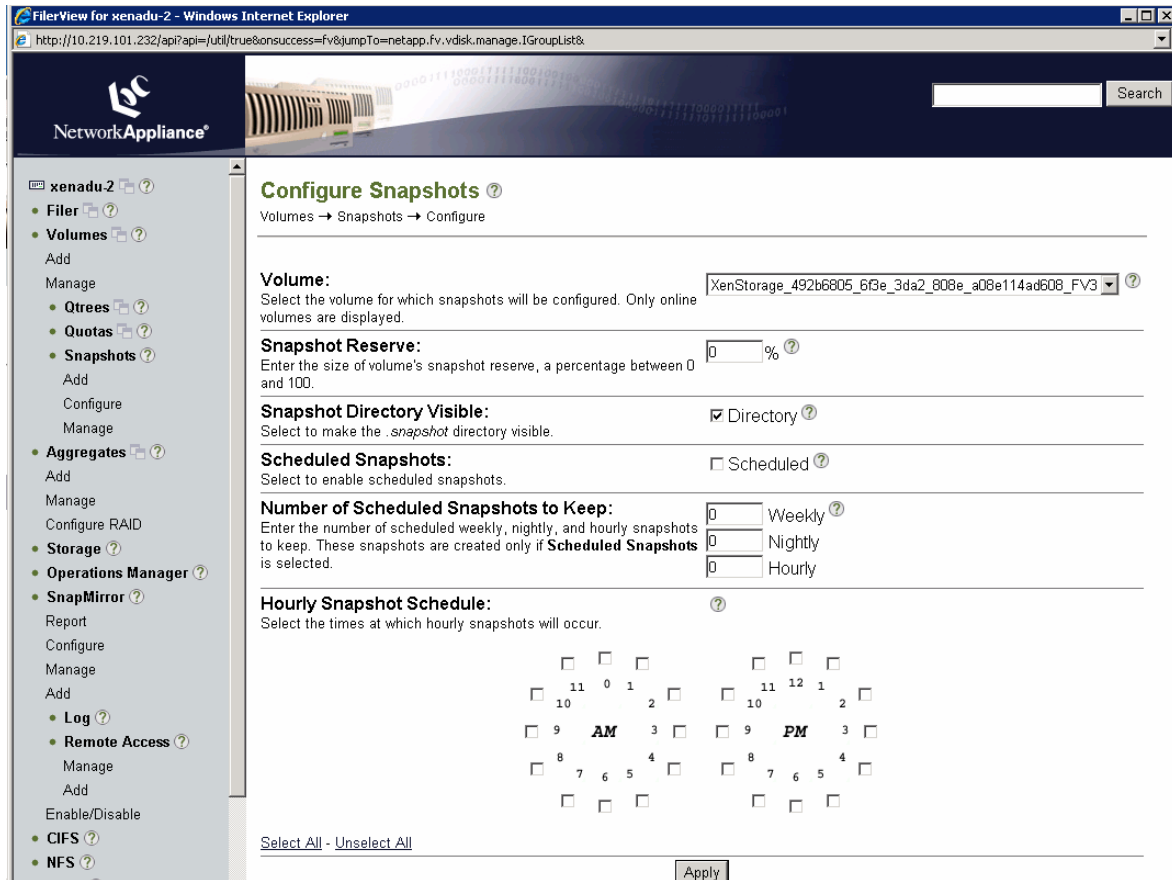 FilerView for xenadu-2 - Windows Internet Explorer
http://10.219.101.232/api?api=/util/true&onsuccess=fv&jumpTo=netapp.fv.vdisk.manage.IGroupList&
NetworkAppliance®
Search
xenadu-2
Filer
Volumes
Add
Manage
Qtrees
Quotas
Snapshots
Add
Configure
Manage
Aggregates
Add
Manage
Configure RAID
Storage
Operations Manager
SnapMirror
Report
Configure
Manage
Add
Log
Remote Access
Manage
Add
Enable/Disable
CIFS
NFS
Configure Snapshots
Volumes → Snapshots → Configure
Volume:
Select the volume for which snapshots will be configured. Only online
volumes are displayed.
XenStorage_492b6805_6f3e_3da2_808e_a08e114ad608_FV3
Snapshot Reserve:
Enter the size of volume's snapshot reserve, a percentage between 0
and 100.
0 %
Snapshot Directory Visible:
Select to make the .snapshot directory visible.
Directory
Scheduled Snapshots:
Select to enable scheduled snapshots.
Scheduled
Number of Scheduled Snapshots to Keep:
Enter the number of scheduled weekly, nightly, and hourly snapshots
to keep. These snapshots are created only if Scheduled Snapshots
is selected.
0 Weekly
0 Nightly
0 Hourly
Hourly Snapshot Schedule:
Select the times at which hourly snapshots will occur.
11 0 1
10 2
9 AM 3
8 4
7 6 5
11 12 1
10 2
9 PM 3
8 4
7 6 5
Select All - Unselect All
Apply